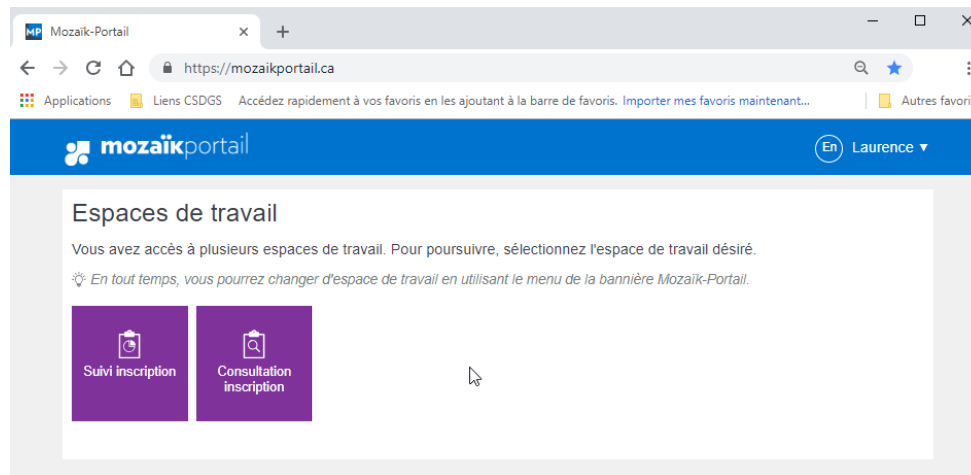 MP Mozaïk-Portail
https://mozaikportail.ca
Applications Liens CSDGS Accédez rapidement à vos favoris en les ajoutant à la barre de favoris. Importer mes favoris maintenant... Autres favori
mozaïkportail En Laurence
Espaces de travail
Vous avez accès à plusieurs espaces de travail. Pour poursuivre, sélectionnez l'espace de travail désiré.
En tout temps, vous pourrez changer d'espace de travail en utilisant le menu de la bannière Mozaïk-Portail.
Suivi inscription
Consultation
inscription